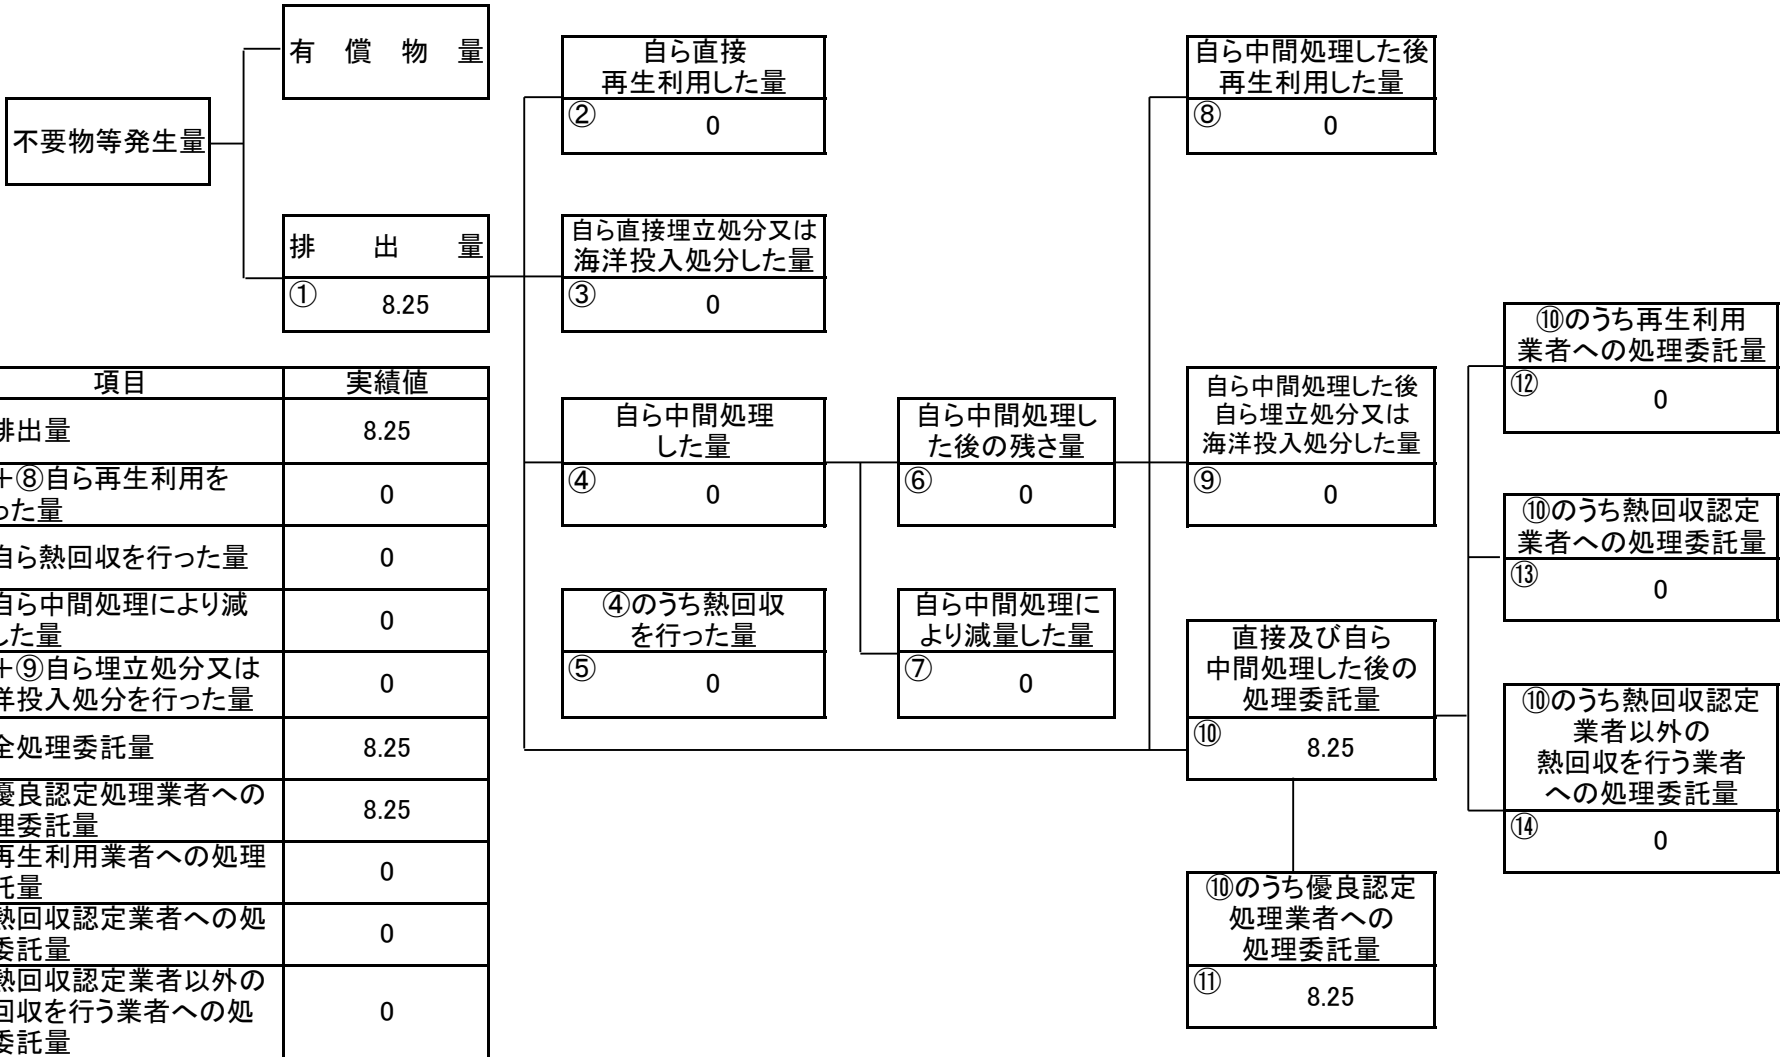 有償物量
不要物等発生量
排出量
① 8.25
自ら直接
再生利用した量
② 0
自ら直接埋立処分又は
海洋投入処分した量
③ 0
自ら中間処理
した量
④ 0
④のうち熱回収
を行った量
⑤ 0
自ら中間処理し
た後の残さ量
⑥ 0
自ら中間処理に
より減量した量
⑦ 0
自ら中間処理した後
再生利用した量
⑧ 0
自ら中間処理した後
自ら埋立処分又は
海洋投入処分した量
⑨ 0
直接及び自ら
中間処理した後の
処理委託量
⑩ 8.25
⑩のうち優良認定
処理業者への
処理委託量
⑪ 8.25
⑩のうち再生利用
業者への処理委託量
⑫ 0
⑩のうち熱回収認定
業者への処理委託量
⑬ 0
⑩のうち熱回収認定
業者以外の
熱回収を行う業者
への処理委託量
⑭ 0
項目 実績値
排出量 8.25
+⑧自ら再生利用を
った量 0
自ら熱回収を行った量 0
自ら中間処理により減
した量 0
+⑨自ら埋立処分又は
洋投入処分を行った量 0
全処理委託量 8.25
優良認定処理業者への
理委託量 8.25
再生利用業者への処理
託量 0
熱回収認定業者への処
委託量 0
熱回収認定業者以外の
回収を行う業者への処
委託量 0